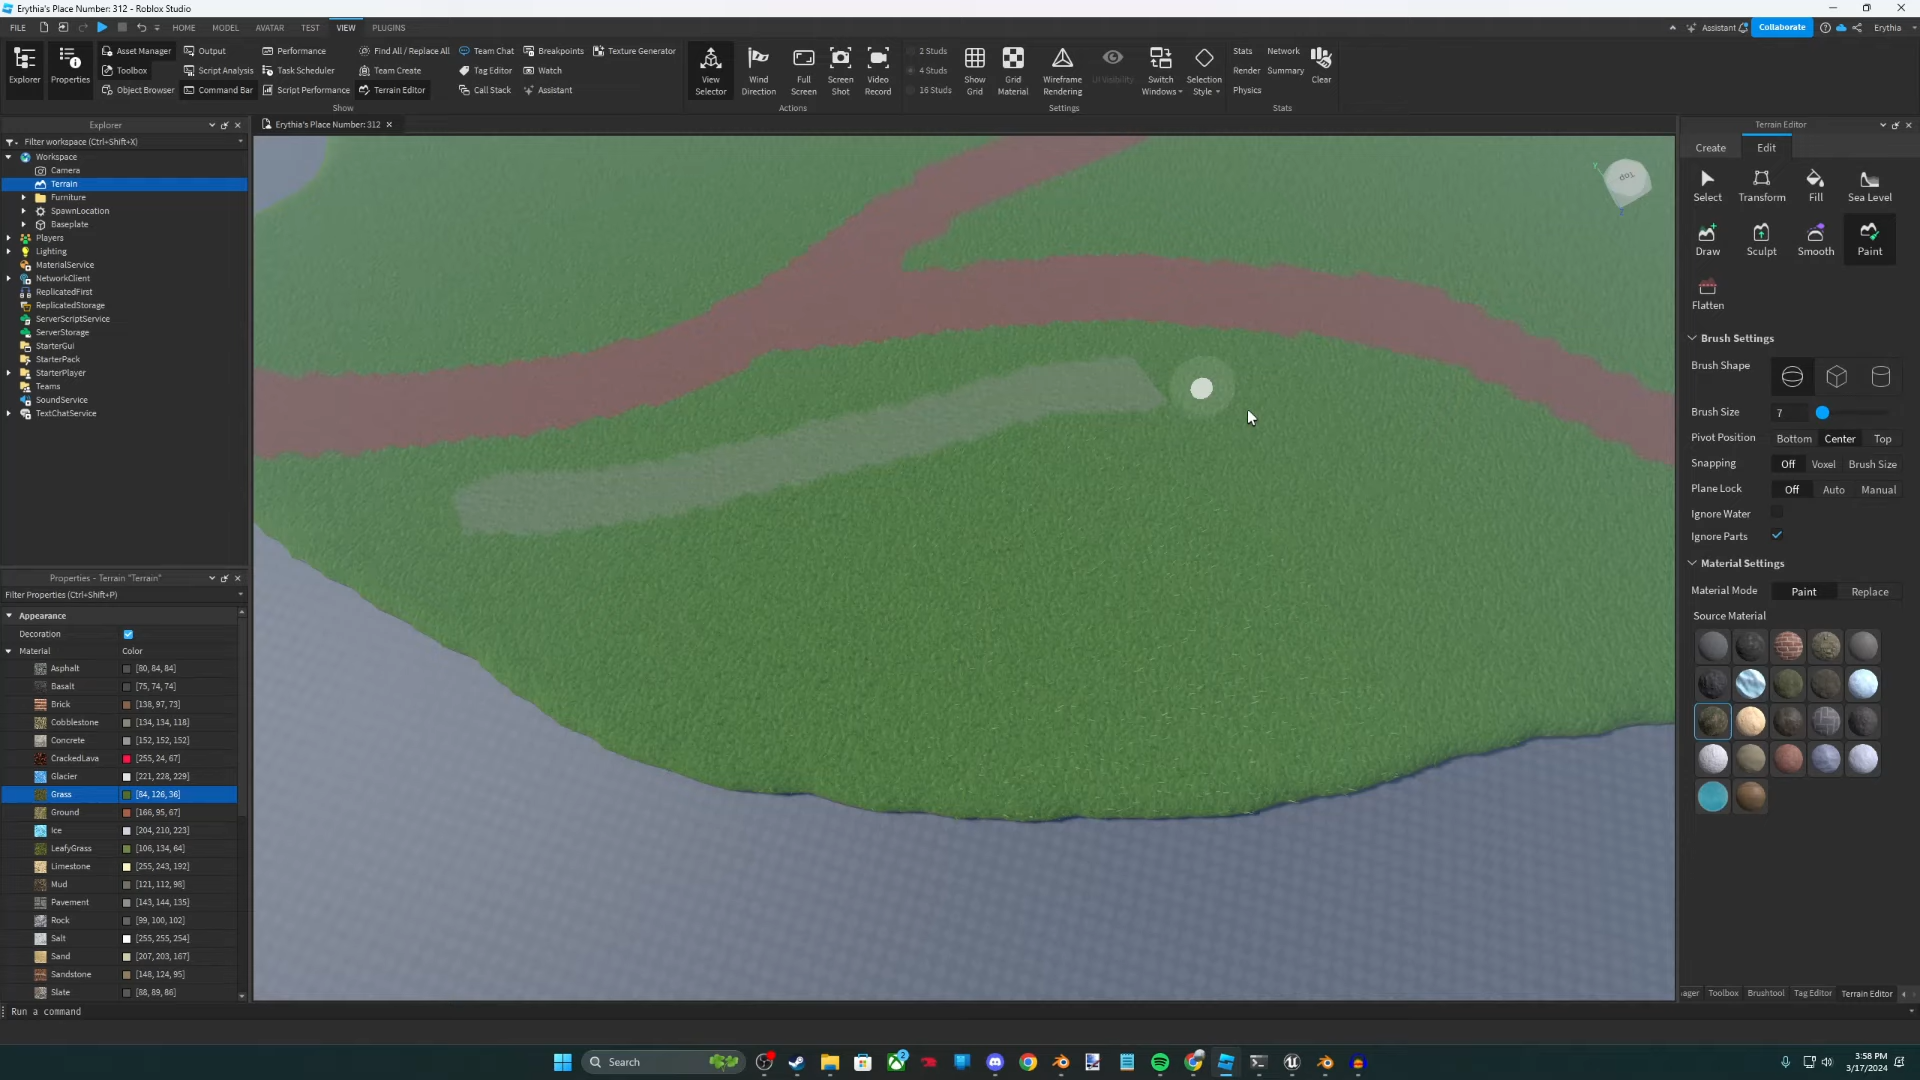 Erythia's Place Number: 312 - Roblox Studio
FILE HOME MODEL AVATAR TEST VIEW PLUGINS Assistant Collaborate Erythia
Explorer Properties Asset Manager Output Performance Find All / Replace All Team Chat Breakpoints Texture Generator
Toolbox Script Analysis Task Scheduler Team Create Tag Editor Watch
Object Browser Command Bar Script Performance Terrain Editor Call Stack Assistant
Show
View Selector Wind Direction Full Screen Screen Shot Video Record
Actions
2 Studs
4 Studs
16 Studs
Show Grid Grid Material Wireframe Rendering UI Visibility Switch Windows Selection Style
Settings
Stats Network
Render Summary Clear
Physics
Stats
Explorer
Filter workspace (Ctrl+Shift+X)
Workspace
Camera
Terrain
Furniture
SpawnLocation
Baseplate
Players
Lighting
MaterialService
NetworkClient
ReplicatedFirst
ReplicatedStorage
ServerScriptService
ServerStorage
StarterGui
StarterPack
StarterPlayer
Teams
SoundService
TextChatService
Properties - Terrain "Terrain"
Filter Properties (Ctrl+Shift+P)
Appearance
Decoration
Material Color
Asphalt [80, 84, 84]
Basalt [75, 74, 74]
Brick [138, 97, 73]
Cobblestone [134, 134, 118]
Concrete [152, 152, 152]
CrackedLava [255, 24, 67]
Glacier [221, 228, 229]
Grass [84, 126, 36]
Ground [166, 95, 67]
Ice [204, 210, 223]
LeafyGrass [106, 134, 64]
Limestone [255, 243, 192]
Mud [121, 112, 98]
Pavement [143, 144, 135]
Rock [99, 100, 102]
Salt [255, 255, 254]
Sand [207, 203, 167]
Sandstone [148, 124, 95]
Slate [88, 89, 86]
Run a command
Erythia's Place Number: 312
Top
Y
Z
Terrain Editor
Create Edit
Select Transform Fill Sea Level
Draw Sculpt Smooth Paint
Flatten
Brush Settings
Brush Shape
Brush Size 7
Pivot Position Bottom Center Top
Snapping Off Voxel Brush Size
Plane Lock Off Auto Manual
Ignore Water
Ignore Parts
Material Settings
Material Mode Paint Replace
Source Material
ager Toolbox Brushtool Tag Editor Terrain Editor
Search
2
3:58 PM
3/17/2024